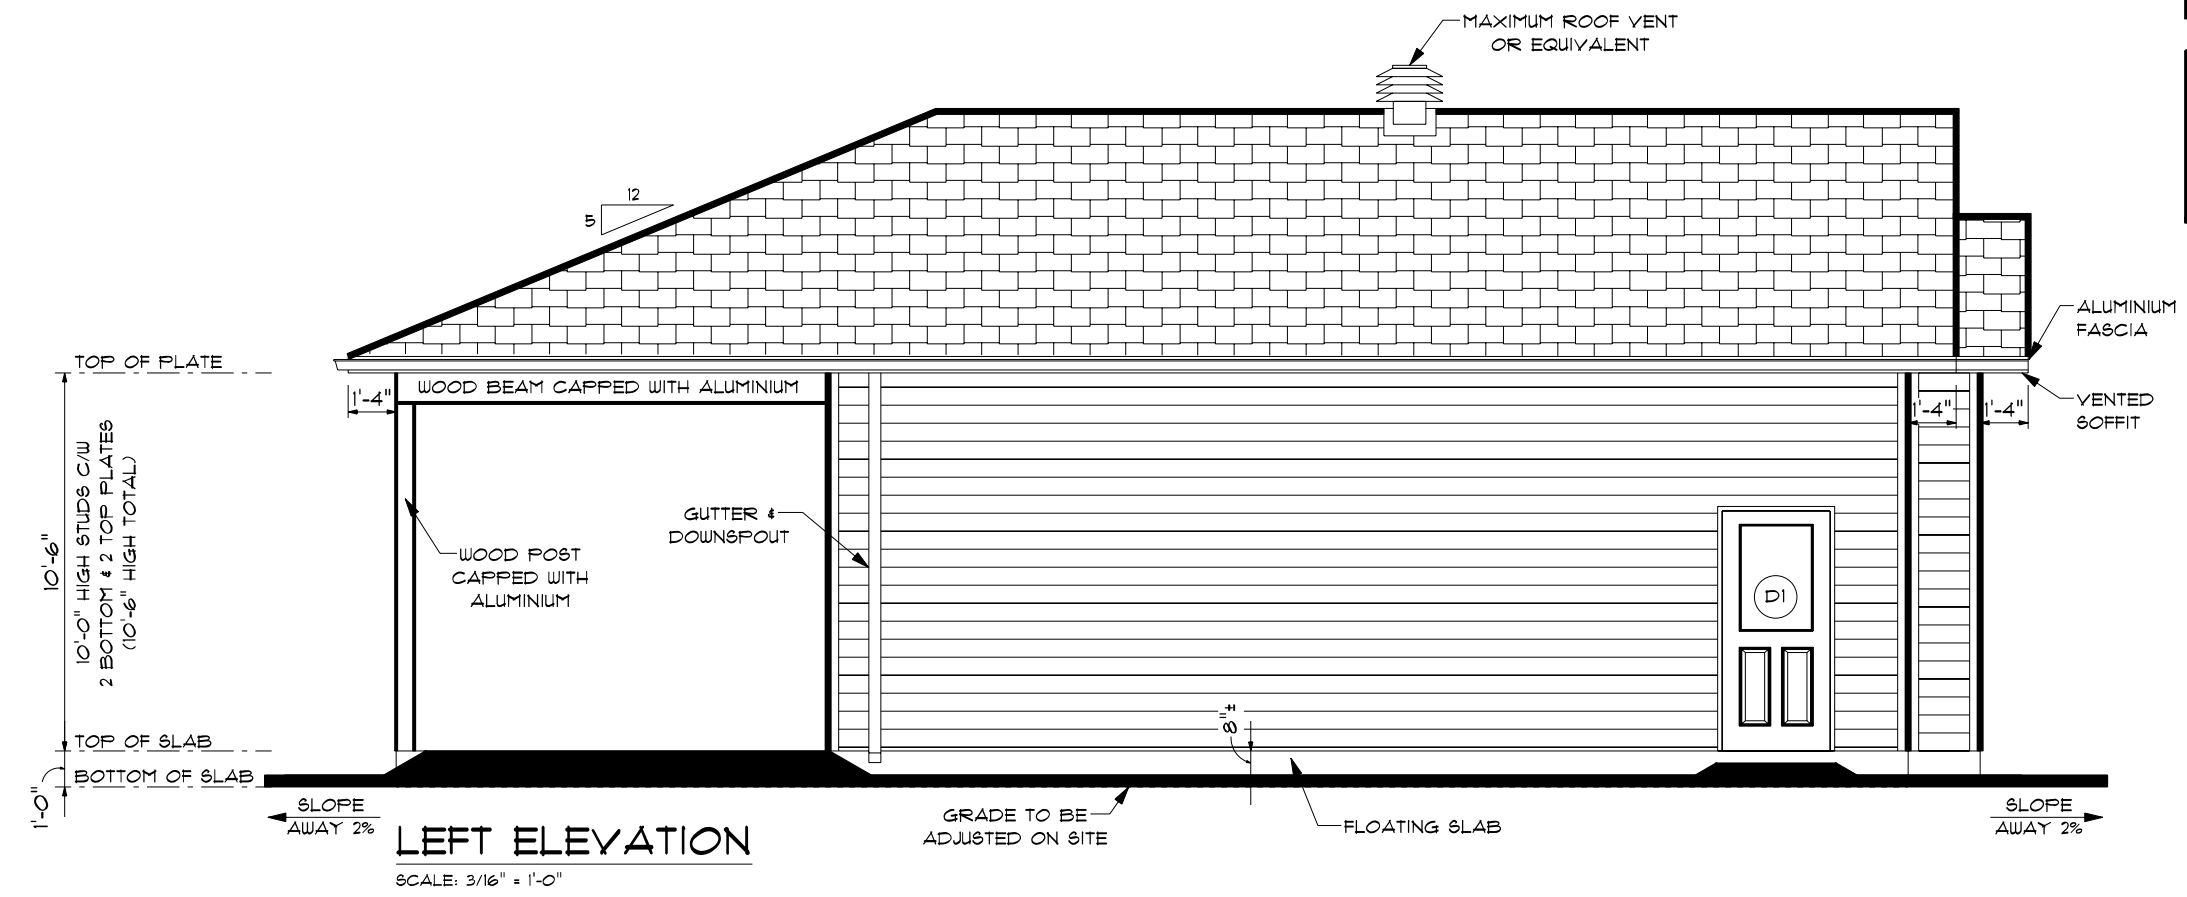 MAXIMUM ROOF VENT
OR EQUIVALENT
12
5
ALUMINIUM
FASCIA
TOP OF PLATE
WOOD BEAM CAPPED WITH ALUMINIUM
1'-4"
1'-4"
1'-4"
VENTED
SOFFIT
10'-6"
10'-0" HIGH STUDS C/W
2 BOTTOM & 2 TOP PLATES
(10'-6" HIGH TOTAL)
GUTTER &
DOWNSPOUT
WOOD POST
CAPPED WITH
ALUMINIUM
D1
8"±
TOP OF SLAB
BOTTOM OF SLAB
1'-0"
SLOPE
AWAY 2%
GRADE TO BE
ADJUSTED ON SITE
FLOATING SLAB
SLOPE
AWAY 2%
LEFT ELEVATION
SCALE: 3/16" = 1'-0"